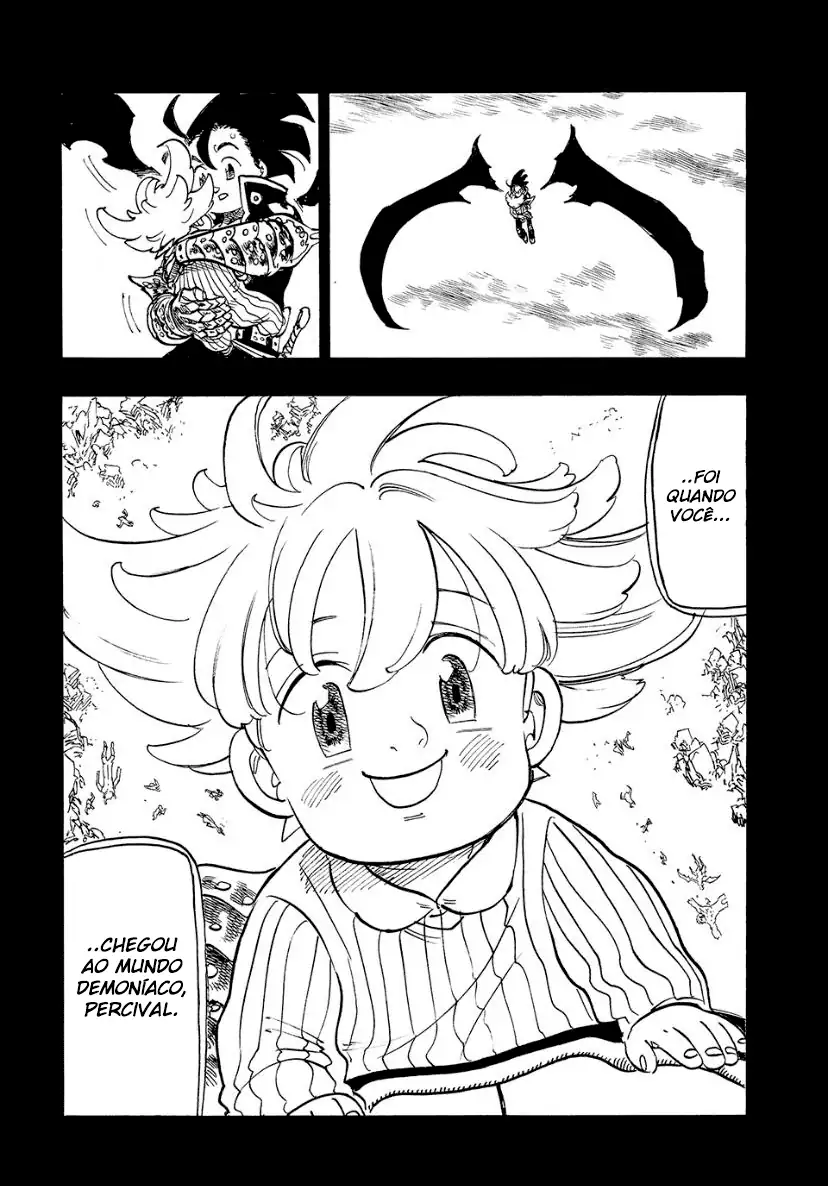 ..FOI
QUANDO
VOCÊ...
..CHEGOU
AO MUNDO
DEMONÍACO,
PERCIVAL.